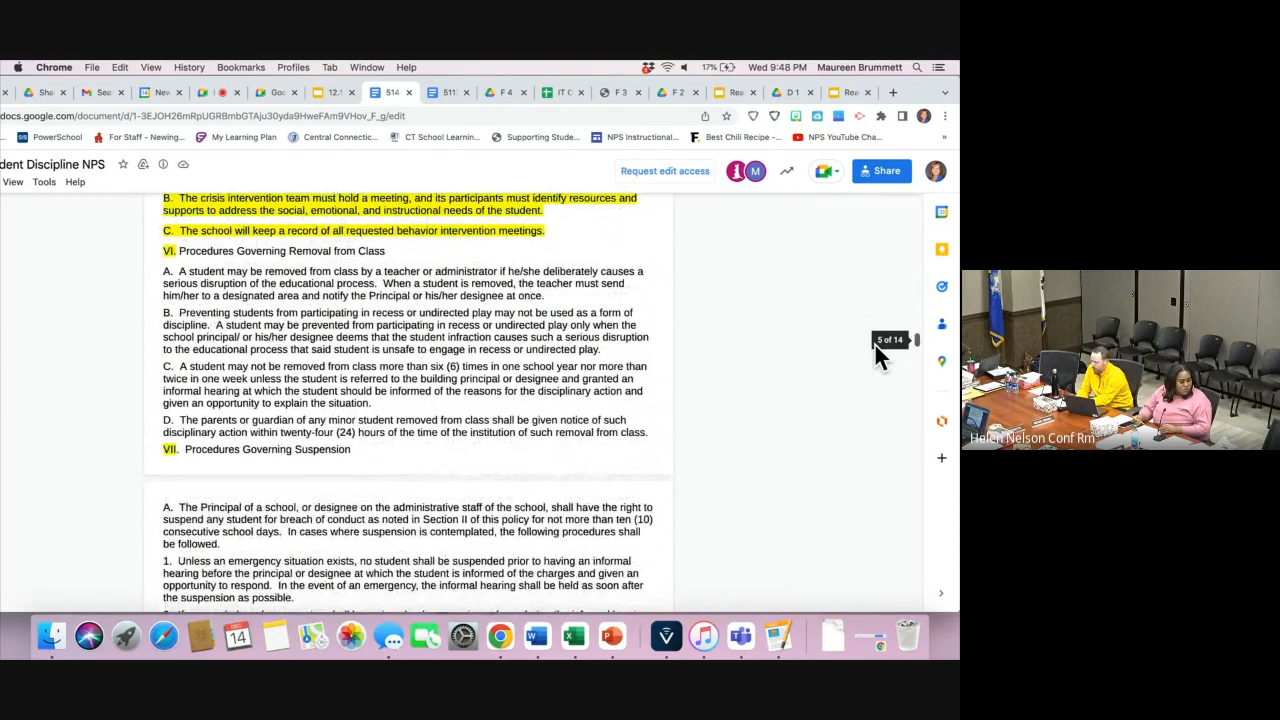 Chrome File Edit View History Bookmarks Profiles Tab Window Help 17% Wed 9:48 PM Maureen Brummett
Sha See New Goo 12. 514 511 F 4 IT C F 3 F 2 Rea D 1 Rea
docs.google.com/document/d/1-3EJOH26mRpUGRBmbGTAju30yda9HweFAm9VHov_F_g/edit
PowerSchool For Staff - Newing... My Learning Plan Central Connectic... CT School Learnin... Supporting Stude... NPS Instructional... Best Chili Recipe -... NPS YouTube Cha... »
dent Discipline NPS
View Tools Help
Request edit access M Share
B. The crisis intervention team must hold a meeting, and its participants must identify resources and
supports to address the social, emotional, and instructional needs of the student.
C. The school will keep a record of all requested behavior intervention meetings.
VI. Procedures Governing Removal from Class
A. A student may be removed from class by a teacher or administrator if he/she deliberately causes a
serious disruption of the educational process. When a student is removed, the teacher must send
him/her to a designated area and notify the Principal or his/her designee at once.
B. Preventing students from participating in recess or undirected play may not be used as a form of
discipline. A student may be prevented from participating in recess or undirected play only when the
school principal/ or his/her designee deems that the student infraction causes such a serious disruption
to the educational process that said student is unsafe to engage in recess or undirected play.
C. A student may not be removed from class more than six (6) times in one school year nor more than
twice in one week unless the student is referred to the building principal or designee and granted an
informal hearing at which the student should be informed of the reasons for the disciplinary action and
given an opportunity to explain the situation.
D. The parents or guardian of any minor student removed from class shall be given notice of such
disciplinary action within twenty-four (24) hours of the time of the institution of such removal from class.
VII. Procedures Governing Suspension
A. The Principal of a school, or designee on the administrative staff of the school, shall have the right to
suspend any student for breach of conduct as noted in Section II of this policy for not more than ten (10)
consecutive school days. In cases where suspension is contemplated, the following procedures shall
be followed.
1. Unless an emergency situation exists, no student shall be suspended prior to having an informal
hearing before the principal or designee at which the student is informed of the charges and given an
opportunity to respond. In the event of an emergency, the informal hearing shall be held as soon after
the suspension as possible.
5 of 14
DEC
14
Helen Nelson Conf Rm